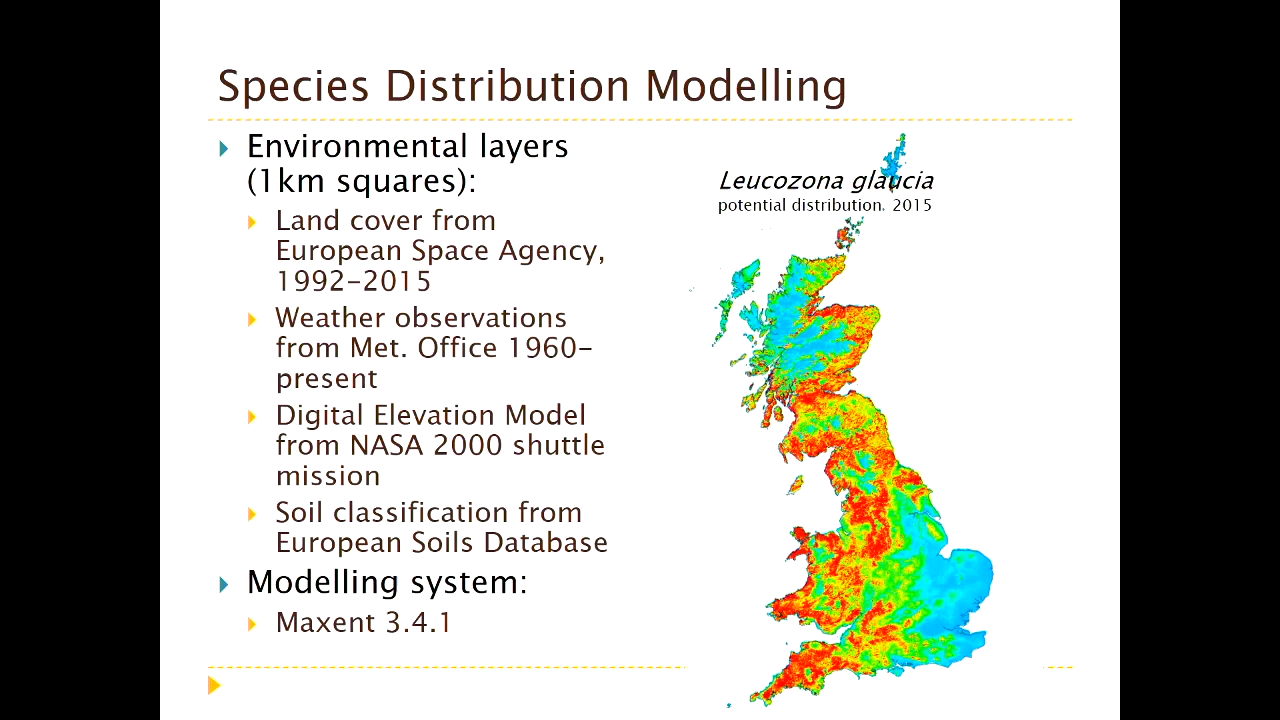 Species Distribution Modelling
Environmental layers
(1km squares):
Land cover from
European Space Agency,
1992-2015
Weather observations
from Met. Office 1960-
present
Digital Elevation Model
from NASA 2000 shuttle
mission
Soil classification from
European Soils Database
Modelling system:
Maxent 3.4.1
Leucozona glaucia
potential distribution. 2015